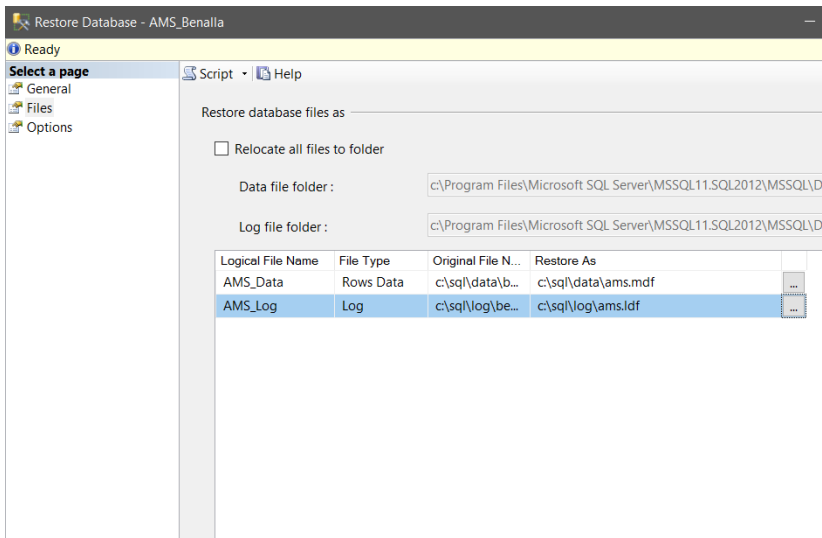 Restore Database - AMS_Benalla
Ready
Select a page
General
Files
Options
Script Help
Restore database files as
Relocate all files to folder
Data file folder : c:\Program Files\Microsoft SQL Server\MSSQL11.SQL2012\MSSQL\D
Log file folder : c:\Program Files\Microsoft SQL Server\MSSQL11.SQL2012\MSSQL\D
Logical File Name File Type Original File N... Restore As
AMS_Data Rows Data c:\sql\data\b... c:\sql\data\ams.mdf ...
AMS_Log Log c:\sql\log\be... c:\sql\log\ams.ldf ...